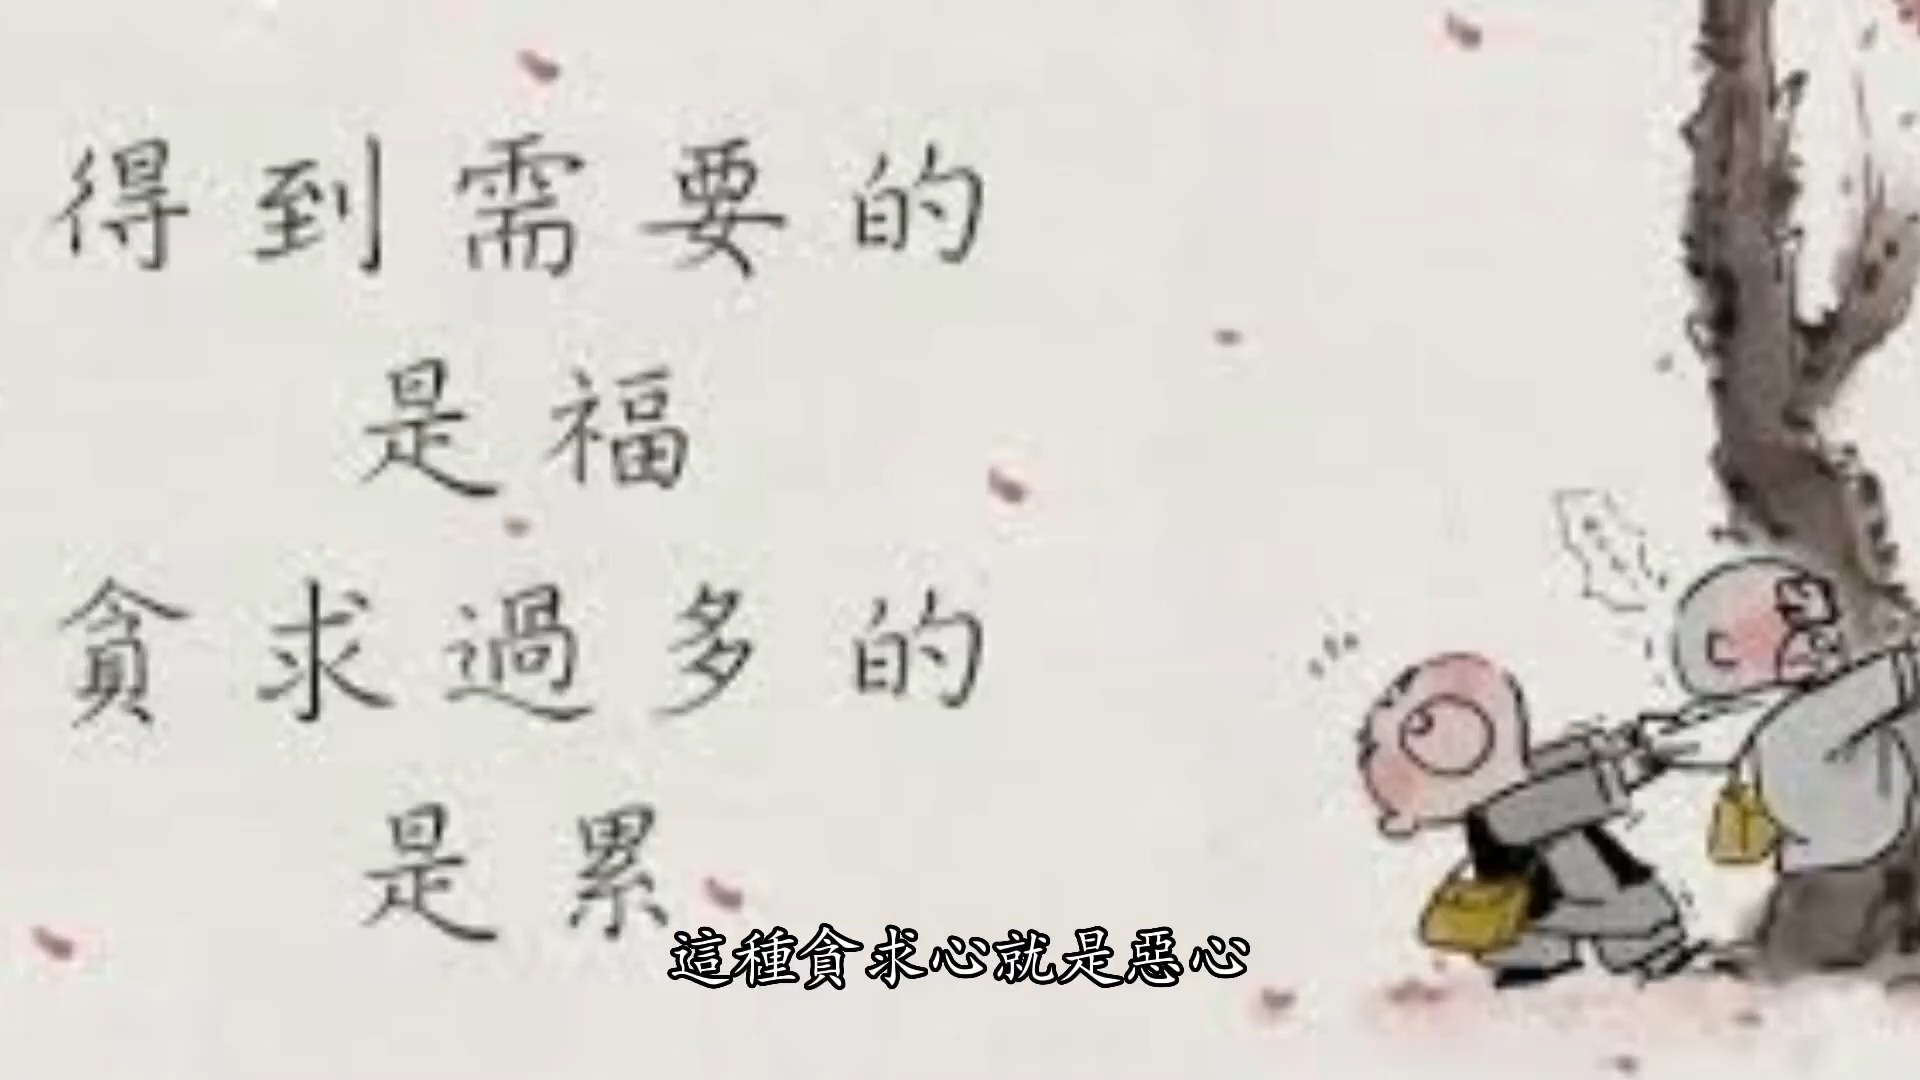 得到需要的
是福
貪求過多的
是累
這種貪求心就是惡心